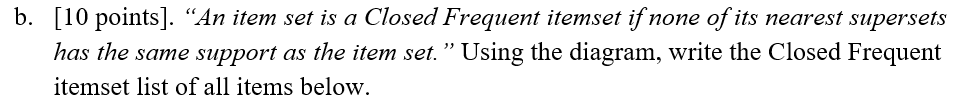 b. [10 points]. “An item set is a Closed Frequent itemset if none of its nearest supersets
has the same support as the item set.” Using the diagram, write the Closed Frequent
itemset list of all items below.